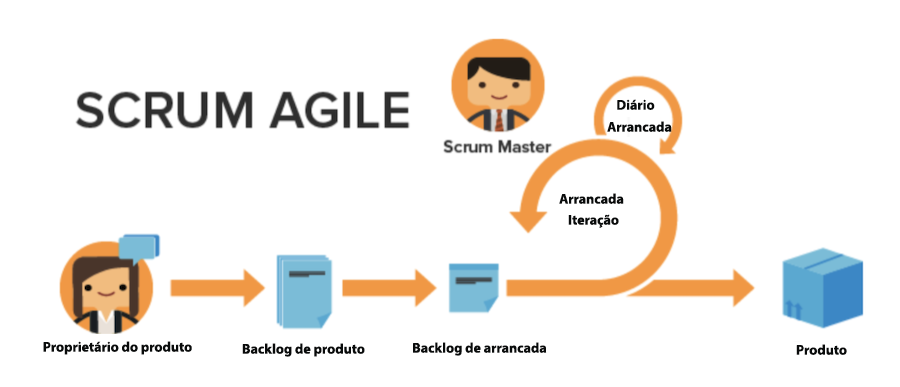 SCRUM AGILE
Scrum Master
Diário
Arrancada
Arrancada
Iteração
Proprietário do produto
Backlog de produto
Backlog de arrancada
Produto